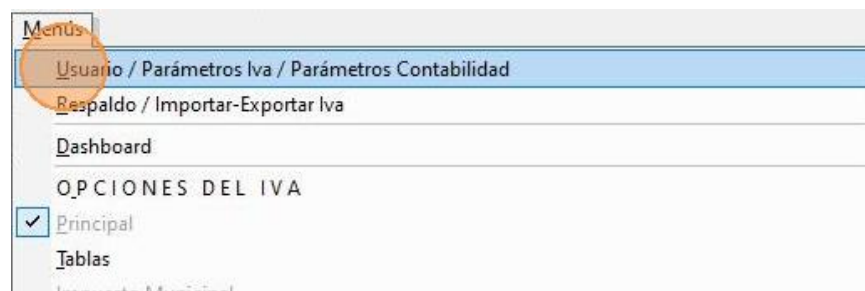 Menús
Usuario / Parámetros Iva / Parámetros Contabilidad
Respaldo / Importar-Exportar Iva
Dashboard
OPCIONES DEL IVA
Principal
Tablas